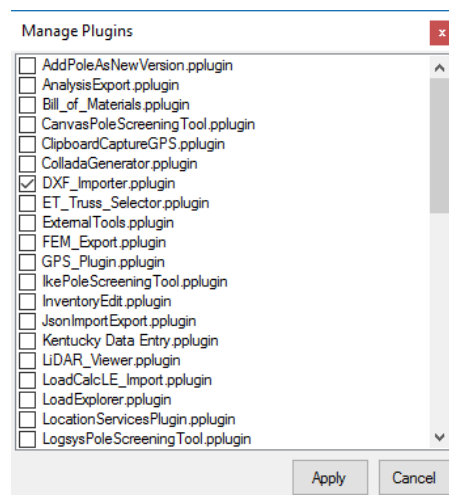 Manage Plugins
x
AddPoleAsNewVersion.pplugin
AnalysisExport.pplugin
Bill_of_Materials.pplugin
CanvasPoleScreeningTool.pplugin
ClipboardCaptureGPS.pplugin
ColladaGenerator.pplugin
DXF_Importer.pplugin
ET_Truss_Selector.pplugin
ExternalTools.pplugin
FEM_Export.pplugin
GPS_Plugin.pplugin
IkePoleScreeningTool.pplugin
InventoryEdit.pplugin
JsonImportExport.pplugin
Kentucky Data Entry.pplugin
LiDAR_Viewer.pplugin
LoadCalcLE_Import.pplugin
LoadExplorer.pplugin
LocationServicesPlugin.pplugin
LogsysPoleScreeningTool.pplugin
Apply
Cancel